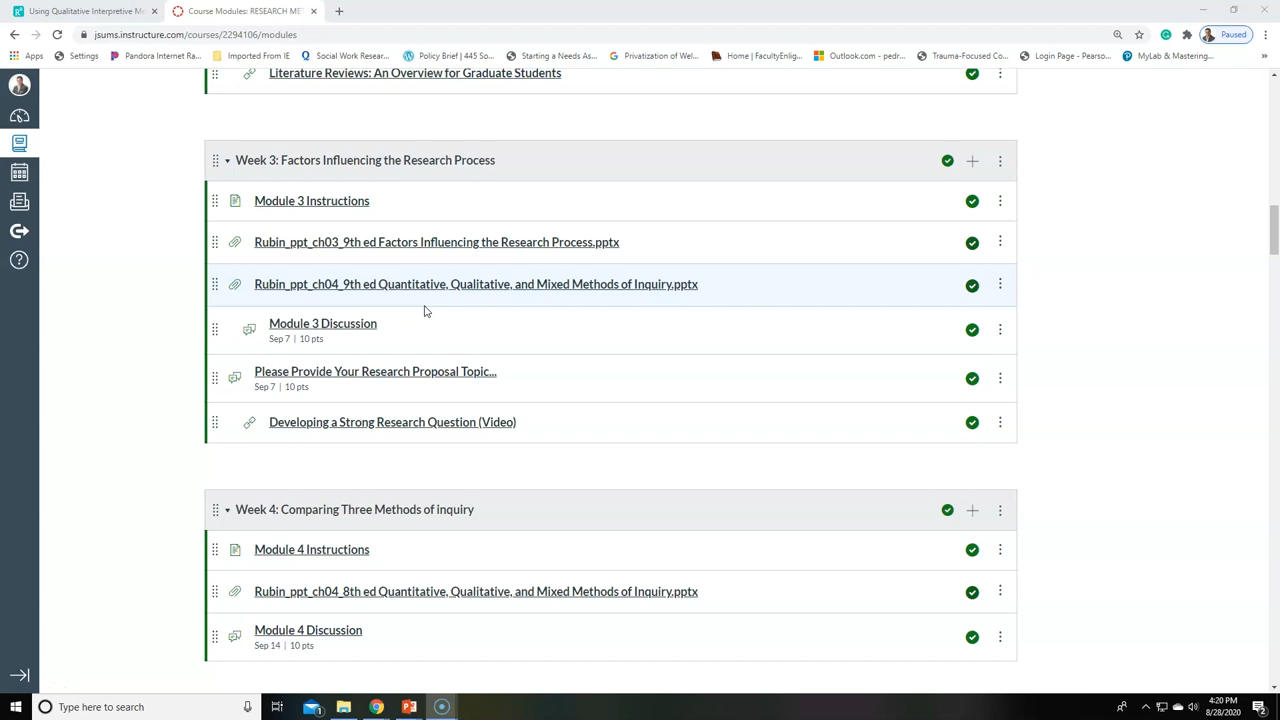 Using Qualitative Interpretive Me
Course Modules: RESEARCH MET
jsums.instructure.com/courses/2294106/modules
Paused
Apps
Settings
Pandora Internet Ra...
Imported From IE
Social Work Resear...
Policy Brief | 445 So...
Starting a Needs As...
Privatization of Wel...
Home | FacultyEnlig...
Outlook.com - pedr...
Trauma-Focused Co...
Login Page - Pearso...
MyLab & Mastering...
Literature Reviews: An Overview for Graduate Students
Week 3: Factors Influencing the Research Process
Module 3 Instructions
Rubin_ppt_ch03_9th ed Factors Influencing the Research Process.pptx
Rubin_ppt_ch04_9th ed Quantitative, Qualitative, and Mixed Methods of Inquiry.pptx
Module 3 Discussion
Sep 7 | 10 pts
Please Provide Your Research Proposal Topic...
Sep 7 | 10 pts
Developing a Strong Research Question (Video)
Week 4: Comparing Three Methods of inquiry
Module 4 Instructions
Rubin_ppt_ch04_8th ed Quantitative, Qualitative, and Mixed Methods of Inquiry.pptx
Module 4 Discussion
Sep 14 | 10 pts
Type here to search
4:20 PM
8/28/2020